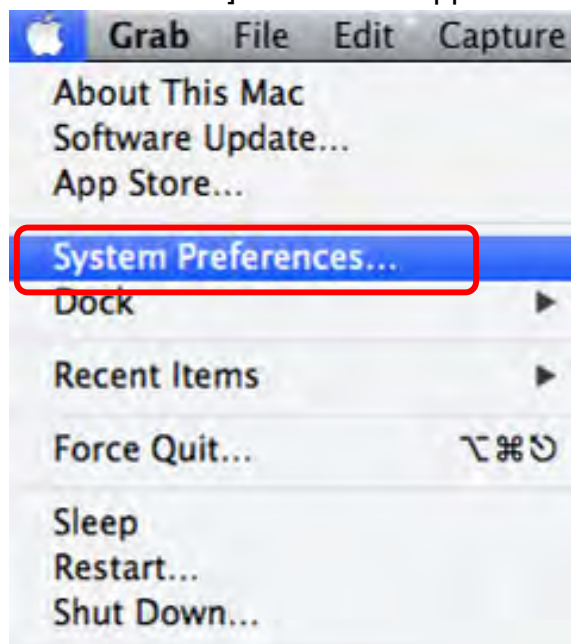 Grab File Edit Capture
About This Mac
Software Update...
App Store...
System Preferences...
Dock ▶
Recent Items ▶
Force Quit... ⌥⌘⎋
Sleep
Restart...
Shut Down...